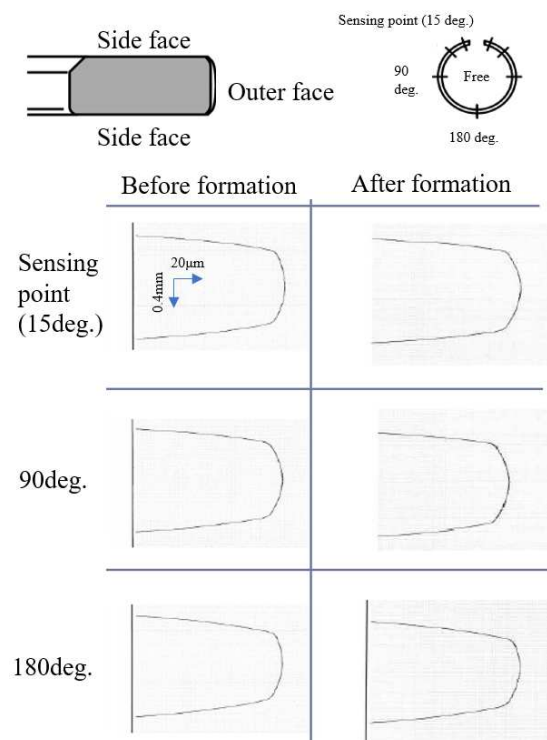 Sensing point (15 deg.)
Side face
Outer face
Side face
90
deg.
Free
180 deg.
Before formation
After formation
Sensing
point
(15deg.)
20μm
0.4mm
90deg.
180deg.